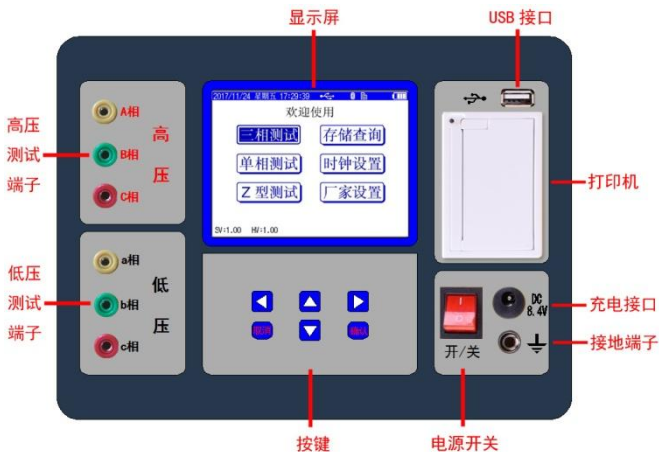 显示屏
USB 接口
2017/11/24 星期五 17:29:39
欢迎使用
三相测试
存储查询
单相测试
时钟设置
Z 型测试
厂家设置
SV:1.00 HV:1.00
高压
测试
端子
A相
B相
C相
高
压
低压
测试
端子
a相
b相
c相
低
压
取消
确认
打印机
DC
8.4V
充电接口
接地端子
开/关
按键
电源开关